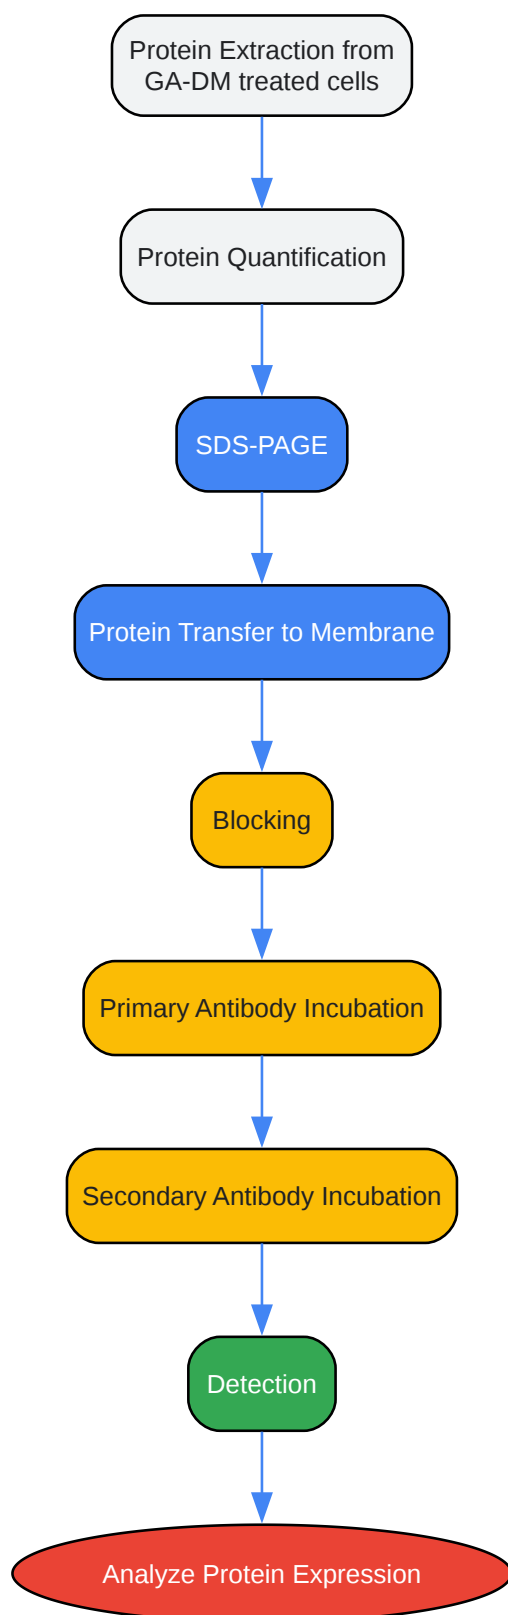 Protein Extraction from
GA-DM treated cells
Protein Quantification
SDS-PAGE
Protein Transfer to Membrane
Blocking
Primary Antibody Incubation
Secondary Antibody Incubation
Detection
Analyze Protein Expression